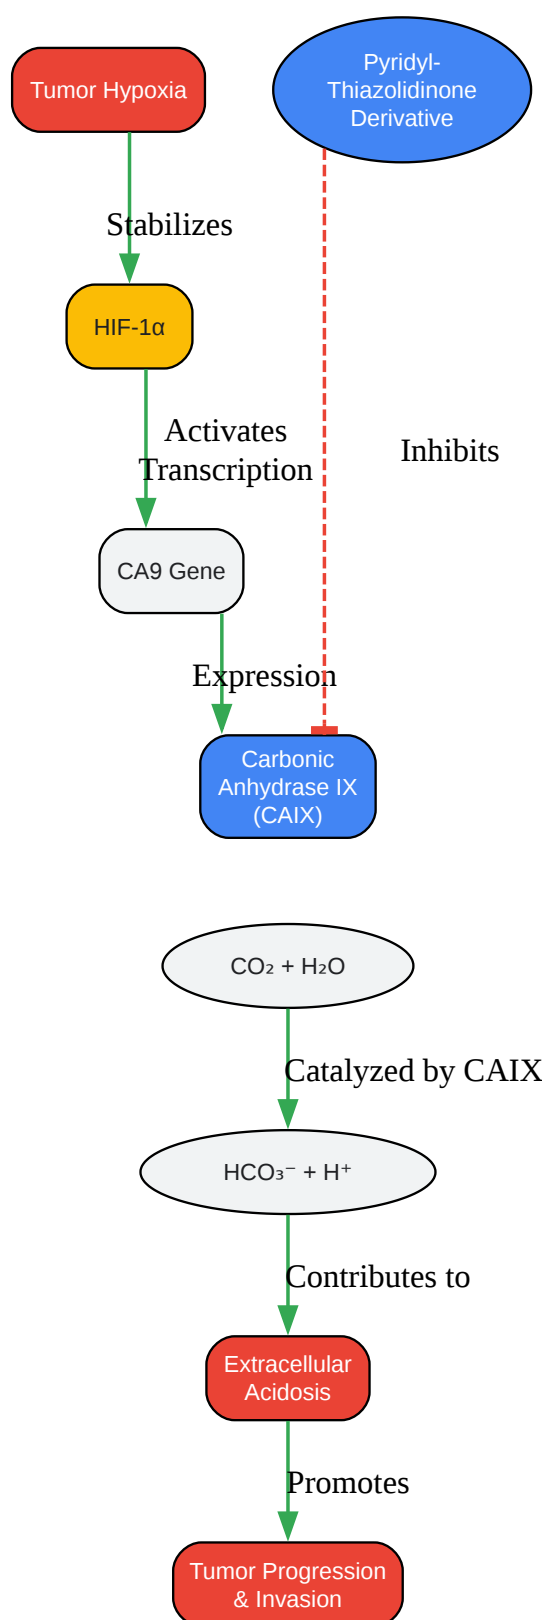 Tumor Hypoxia
Pyridyl-
Thiazolidinone
Derivative
Stabilizes
HIF-1α
Activates
Transcription
Inhibits
CA9 Gene
Expression
Carbonic
Anhydrase IX
(CAIX)
CO₂ + H₂O
Catalyzed by CAIX
HCO₃⁻ + H⁺
Contributes to
Extracellular
Acidosis
Promotes
Tumor Progression
& Invasion